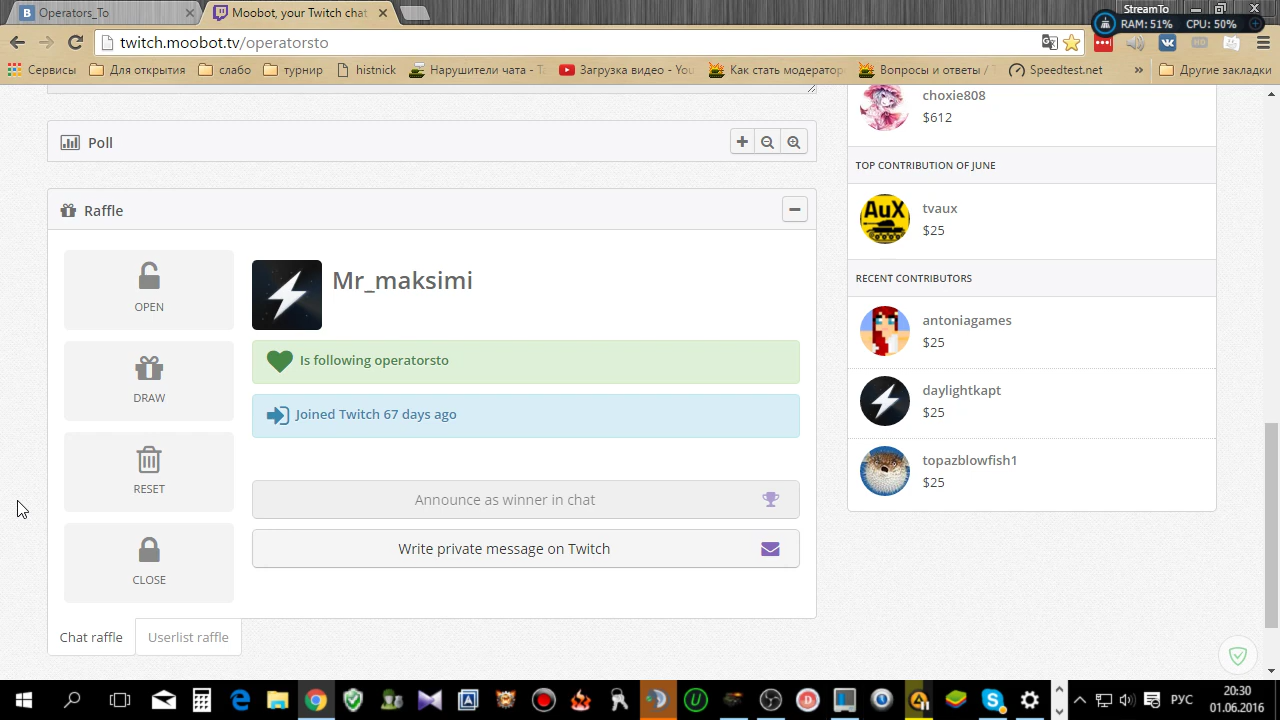 Operators_To
Moobot, your Twitch chat
StreamTo
RAM: 51% CPU: 50%
twitch.moobot.tv/operatorsto
Сервисы Для открытия слабо турнир histnick Нарушители чата - Т Загрузка видео - You Как стать модератор Вопросы и ответы / Speedtest.net » Другие закладки
Poll
Raffle
OPEN
DRAW
RESET
CLOSE
Mr_maksimi
Is following operatorsto
Joined Twitch 67 days ago
Announce as winner in chat
Write private message on Twitch
Chat raffle
Userlist raffle
choxie808
$612
TOP CONTRIBUTION OF JUNE
AuX
tvaux
$25
RECENT CONTRIBUTORS
antoniagames
$25
daylightkapt
$25
topazblowfish1
$25
РУС
20:30
01.06.2016